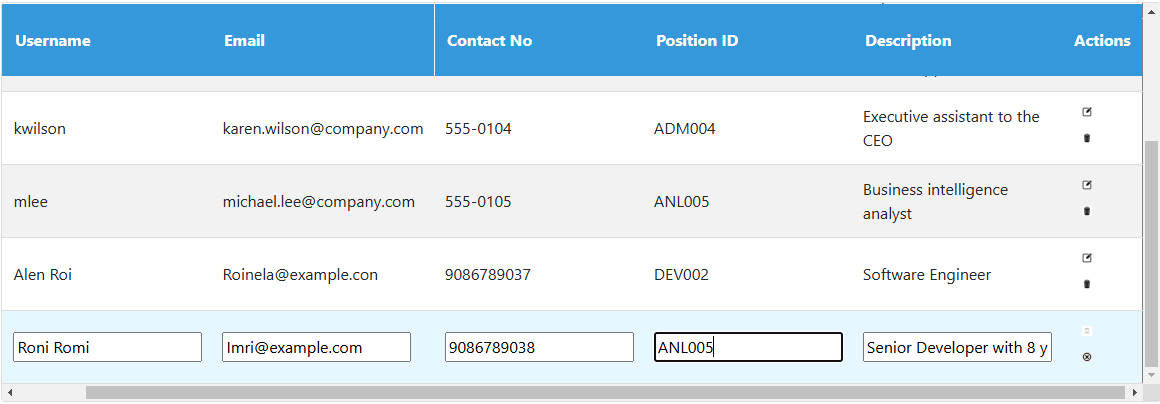 Username Email Contact No Position ID Description Actions
kwilson karen.wilson@company.com 555-0104 ADM004 Executive assistant to the
CEO
mlee michael.lee@company.com 555-0105 ANL005 Business intelligence
analyst
Alen Roi Roinela@example.con 9086789037 DEV002 Software Engineer
Roni Romi Imri@example.com 9086789038 ANL005 Senior Developer with 8 y